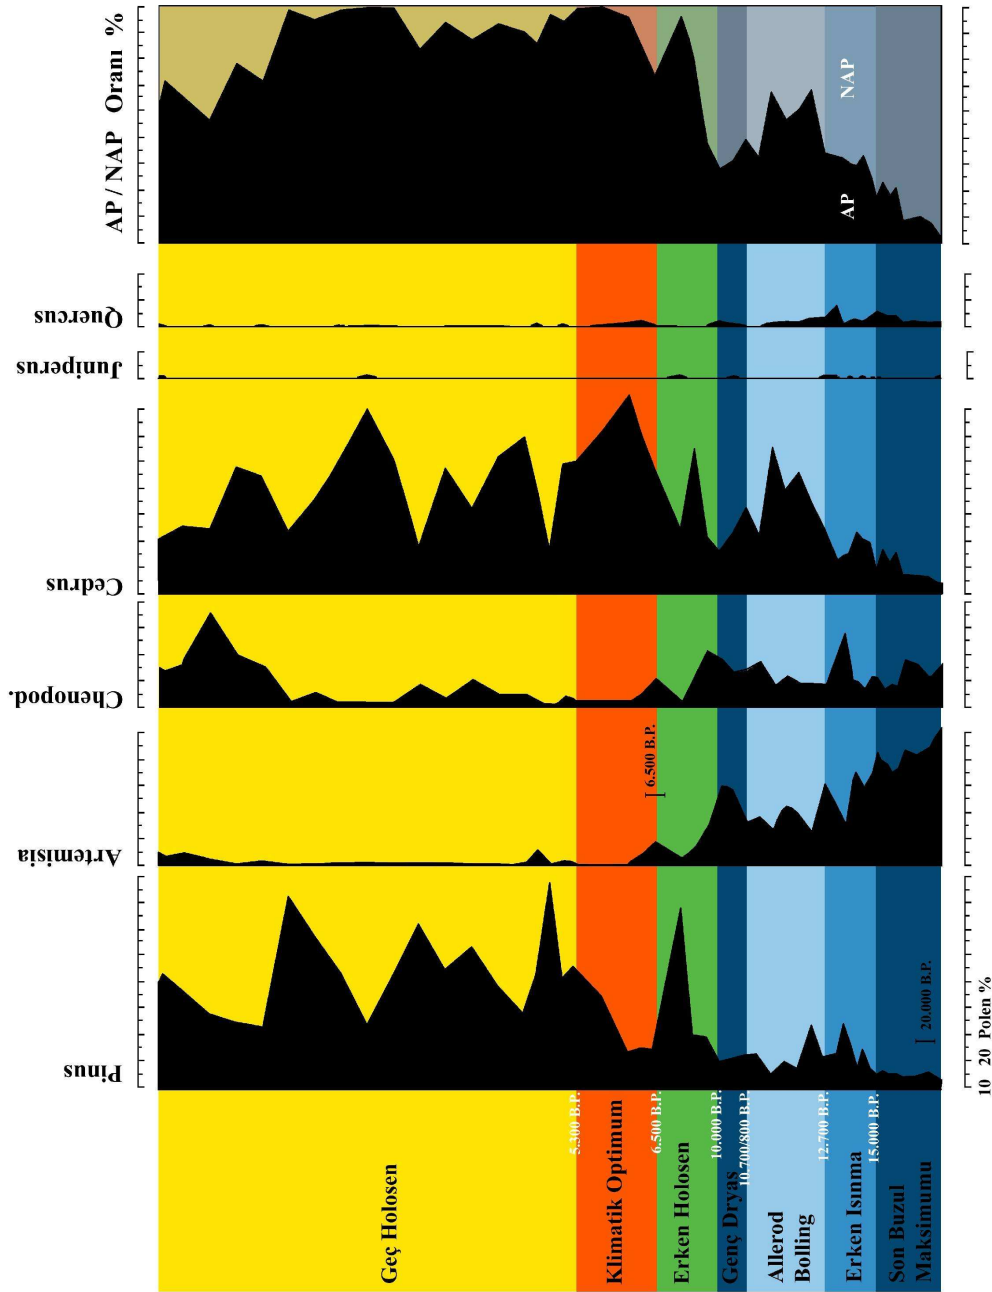 Pinus
Artemisia
Chenopod.
Cedrus
Juniperus
Quercus
AP / NAP Oranı %
Geç Holosen
5.300 B.P.
Klimatik Optimum
6.500 B.P.
6.500 B.P.
Erken Holosen
10.000 B.P.
Genç Dryas
10.700/800 B.P.
Allerod
Bolling
12.700 B.P.
Erken Isınma
15.000 B.P.
Son Buzul
Maksimumu
20.000 B.P.
AP
NAP
10 20 Polen %